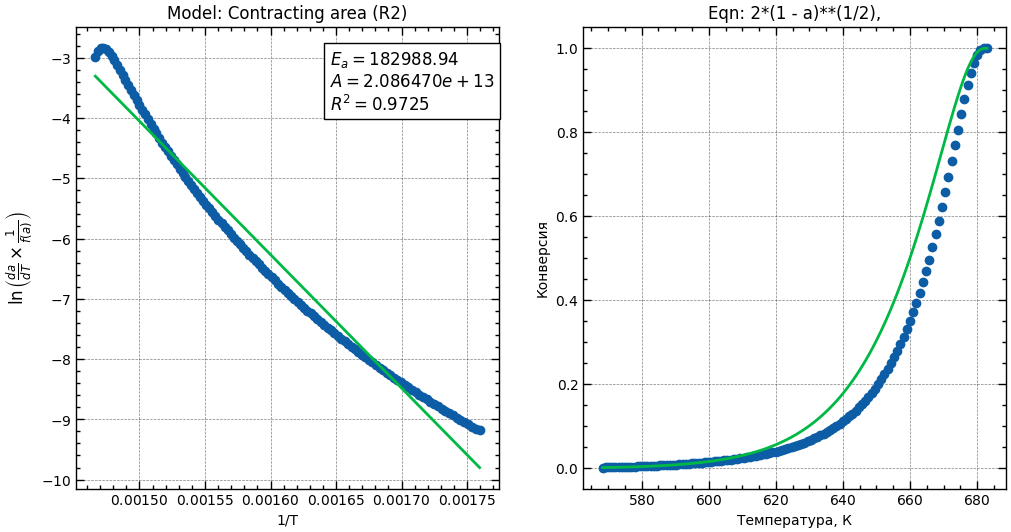 Model: Contracting area (R2)
−3
−4
−5
−6
−7
−8
−9
−10
ln(da/dT × 1/f(a))
E_a = 182988.94
A = 2.086470e + 13
R² = 0.9725
0.00150 0.00155 0.00160 0.00165 0.00170 0.00175
1/T
Eqn: 2*(1 - a)**(1/2),
1.0
0.8
0.6
0.4
0.2
0.0
Конверсия
580 600 620 640 660 680
Температура, К